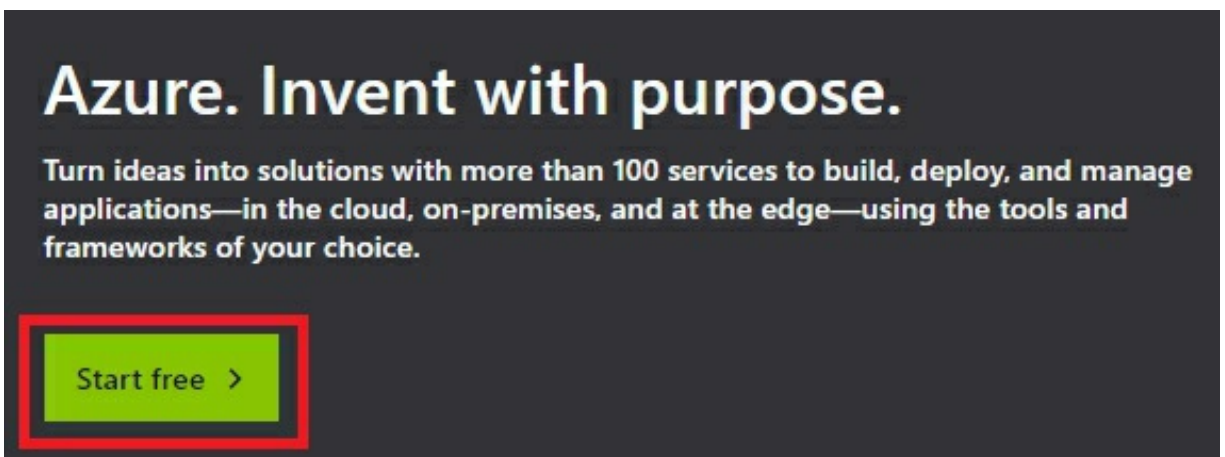 Azure. Invent with purpose.
Turn ideas into solutions with more than 100 services to build, deploy, and manage
applications—in the cloud, on-premises, and at the edge—using the tools and
frameworks of your choice.
Start free >